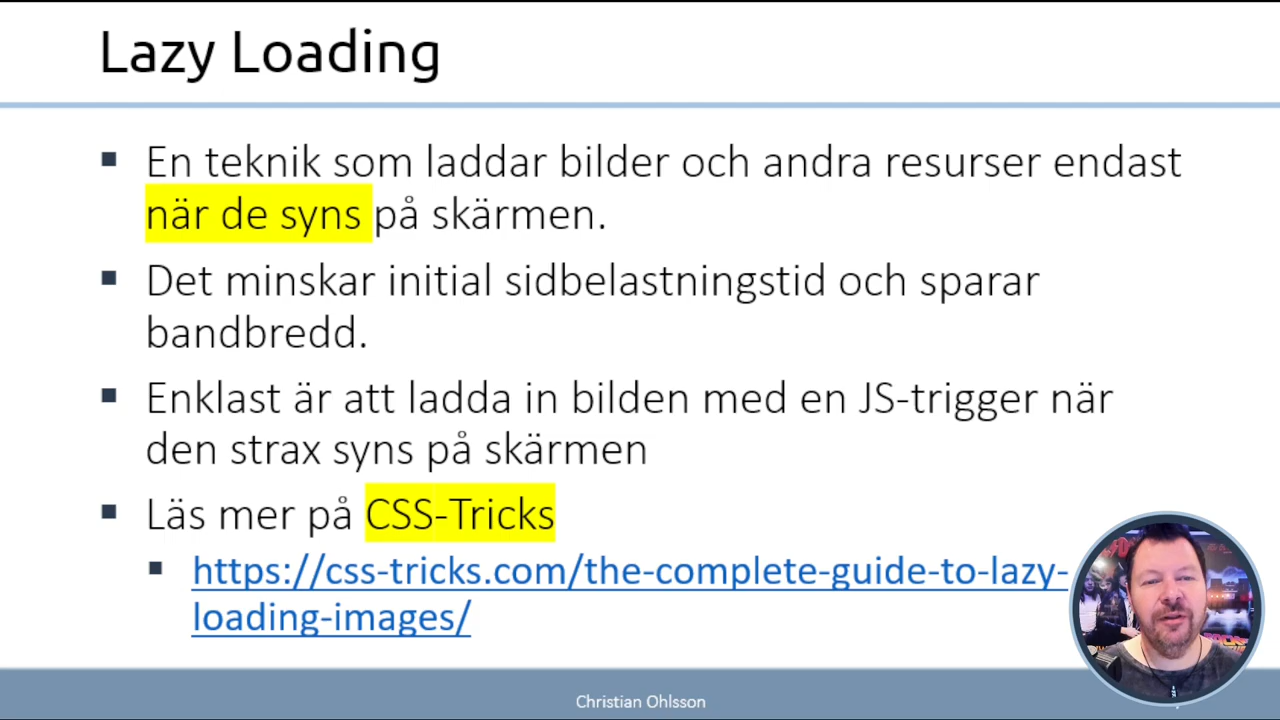 Lazy Loading
En teknik som laddar bilder och andra resurser endast
när de syns på skärmen.
Det minskar initial sidbelastningstid och sparar
bandbredd.
Enklast är att ladda in bilden med en JS-trigger när
den strax syns på skärmen
Läs mer på CSS-Tricks
https://css-tricks.com/the-complete-guide-to-lazy-
loading-images/
Christian Ohlsson